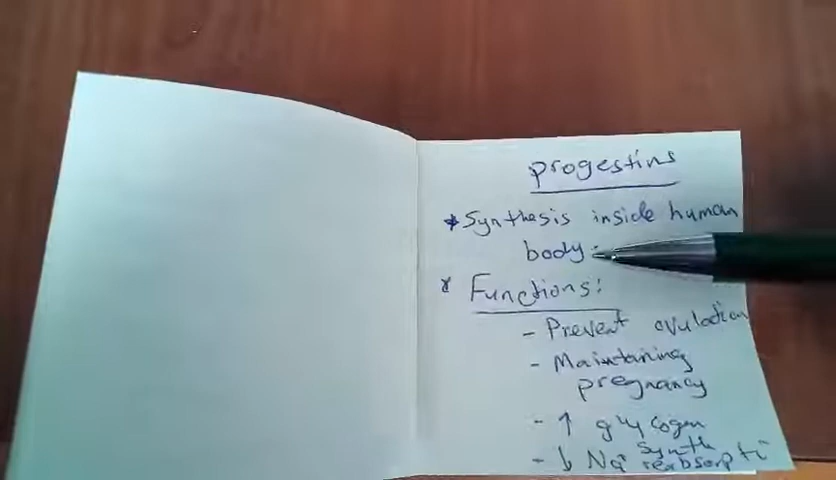 progestins
* Synthesis inside human
body:
* Functions:
- Prevent ovulation
- Maintaining
pregnancy
- ↑ glycogen
synth
- ↓ Na⁺ reabsorpti